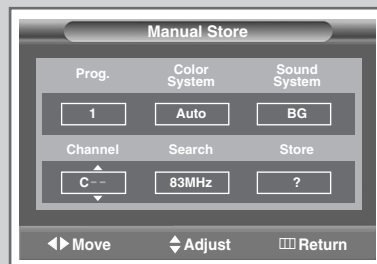 Manual Store
Prog. Color System Sound System
1 Auto BG
Channel Search Store
C-- 83MHz ?
Move Adjust Return